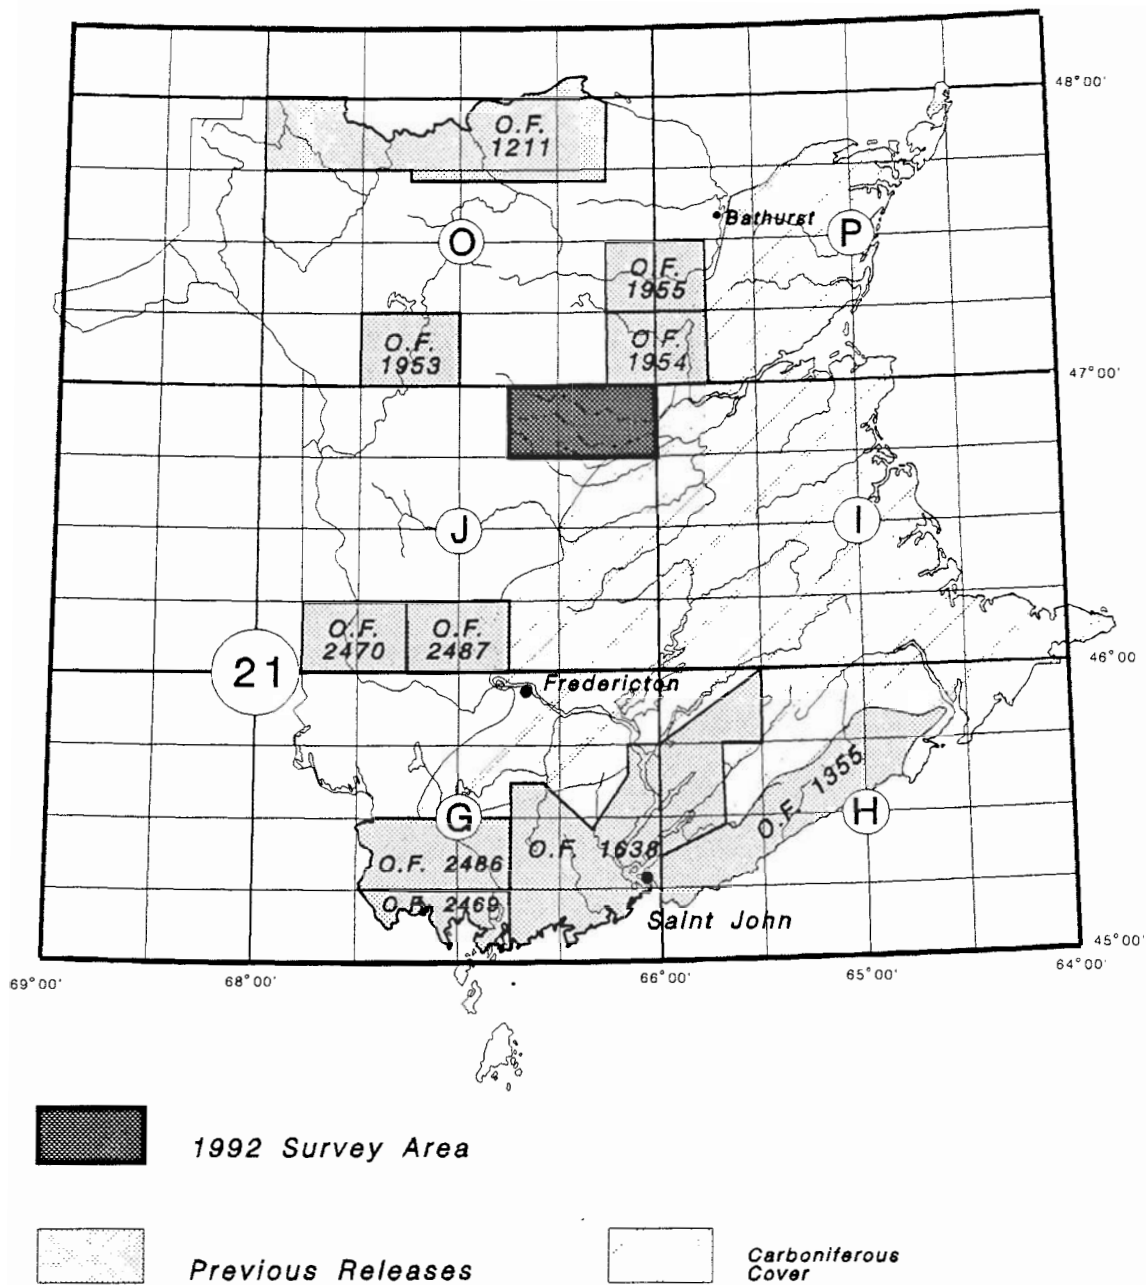 48°00'
O.F.
1211
Bathurst
O
P
O.F.
1955
O.F.
1953
O.F.
1954
47°00'
J
I
O.F.
2470
O.F.
2487
21
46°00
Fredericton
O.F. 1355
G
H
O.F. 1638
O.F. 2486
O.F. 2469
Saint John
45°00'
69°00'
68°00'
66°00'
65°00'
64°00'
1992 Survey Area
Previous Releases
Carboniferous
Cover